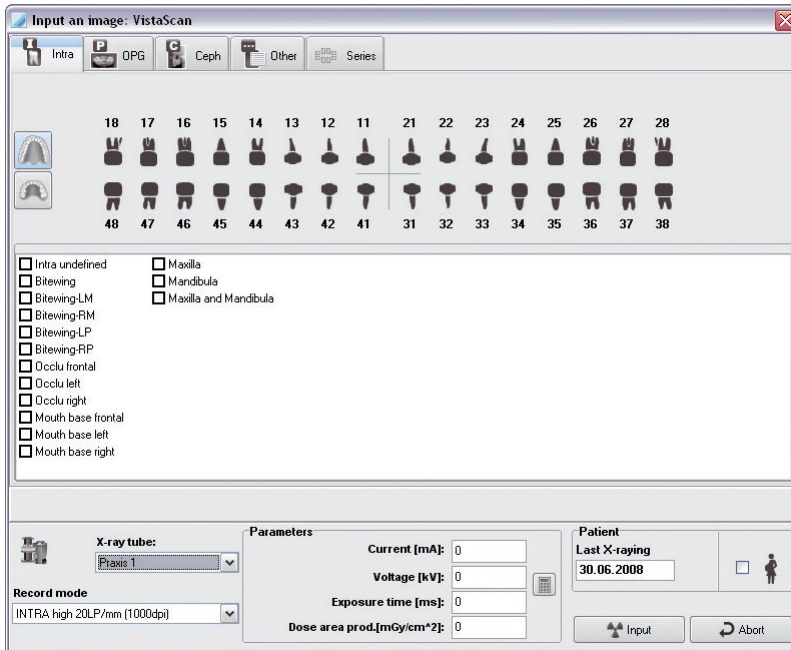 Input an image: VistaScan
Intra
P
OPG
C
Ceph
Other
Series
18 17 16 15 14 13 12 11 21 22 23 24 25 26 27 28
48 47 46 45 44 43 42 41 31 32 33 34 35 36 37 38
Intra undefined
Bitewing
Bitewing-LM
Bitewing-RM
Bitewing-LP
Bitewing-RP
Occlu frontal
Occlu left
Occlu right
Mouth base frontal
Mouth base left
Mouth base right
Maxilla
Mandibula
Maxilla and Mandibula
X-ray tube:
Praxis 1
Record mode
INTRA high 20LP/mm (1000dpi)
Parameters
Current [mA]: 0
Voltage [kV]: 0
Exposure time [ms]: 0
Dose area prod.[mGy/cm^2]: 0
Patient
Last X-raying
30.06.2008
Input
Abort